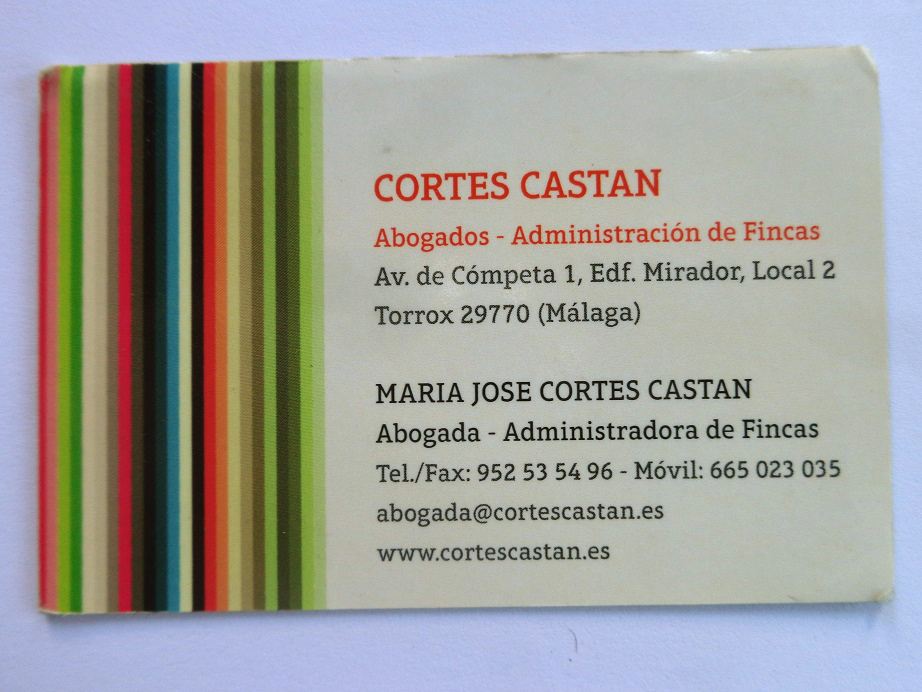 CORTES CASTAN
Abogados - Administración de Fincas
Av. de Cómpeta 1, Edf. Mirador, Local 2
Torrox 29770 (Málaga)
MARIA JOSE CORTES CASTAN
Abogada - Administradora de Fincas
Tel./Fax: 952 53 54 96 - Móvil: 665 023 035
abogada@cortescastan.es
www.cortescastan.es